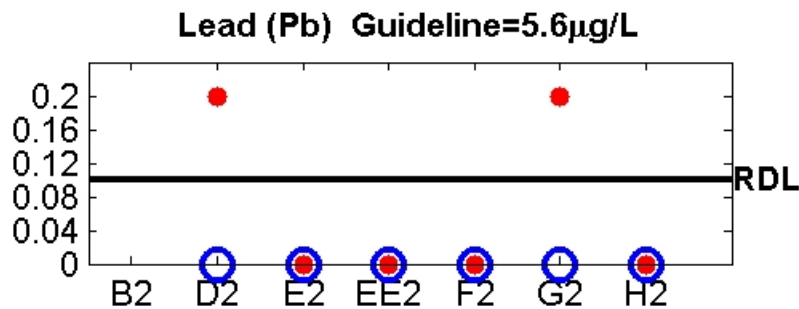 Lead (Pb)  Guideline=5.6μg/L
0.2
0.16
0.12
RDL
0.08
0.04
0
B2 D2 E2 EE2 F2 G2 H2